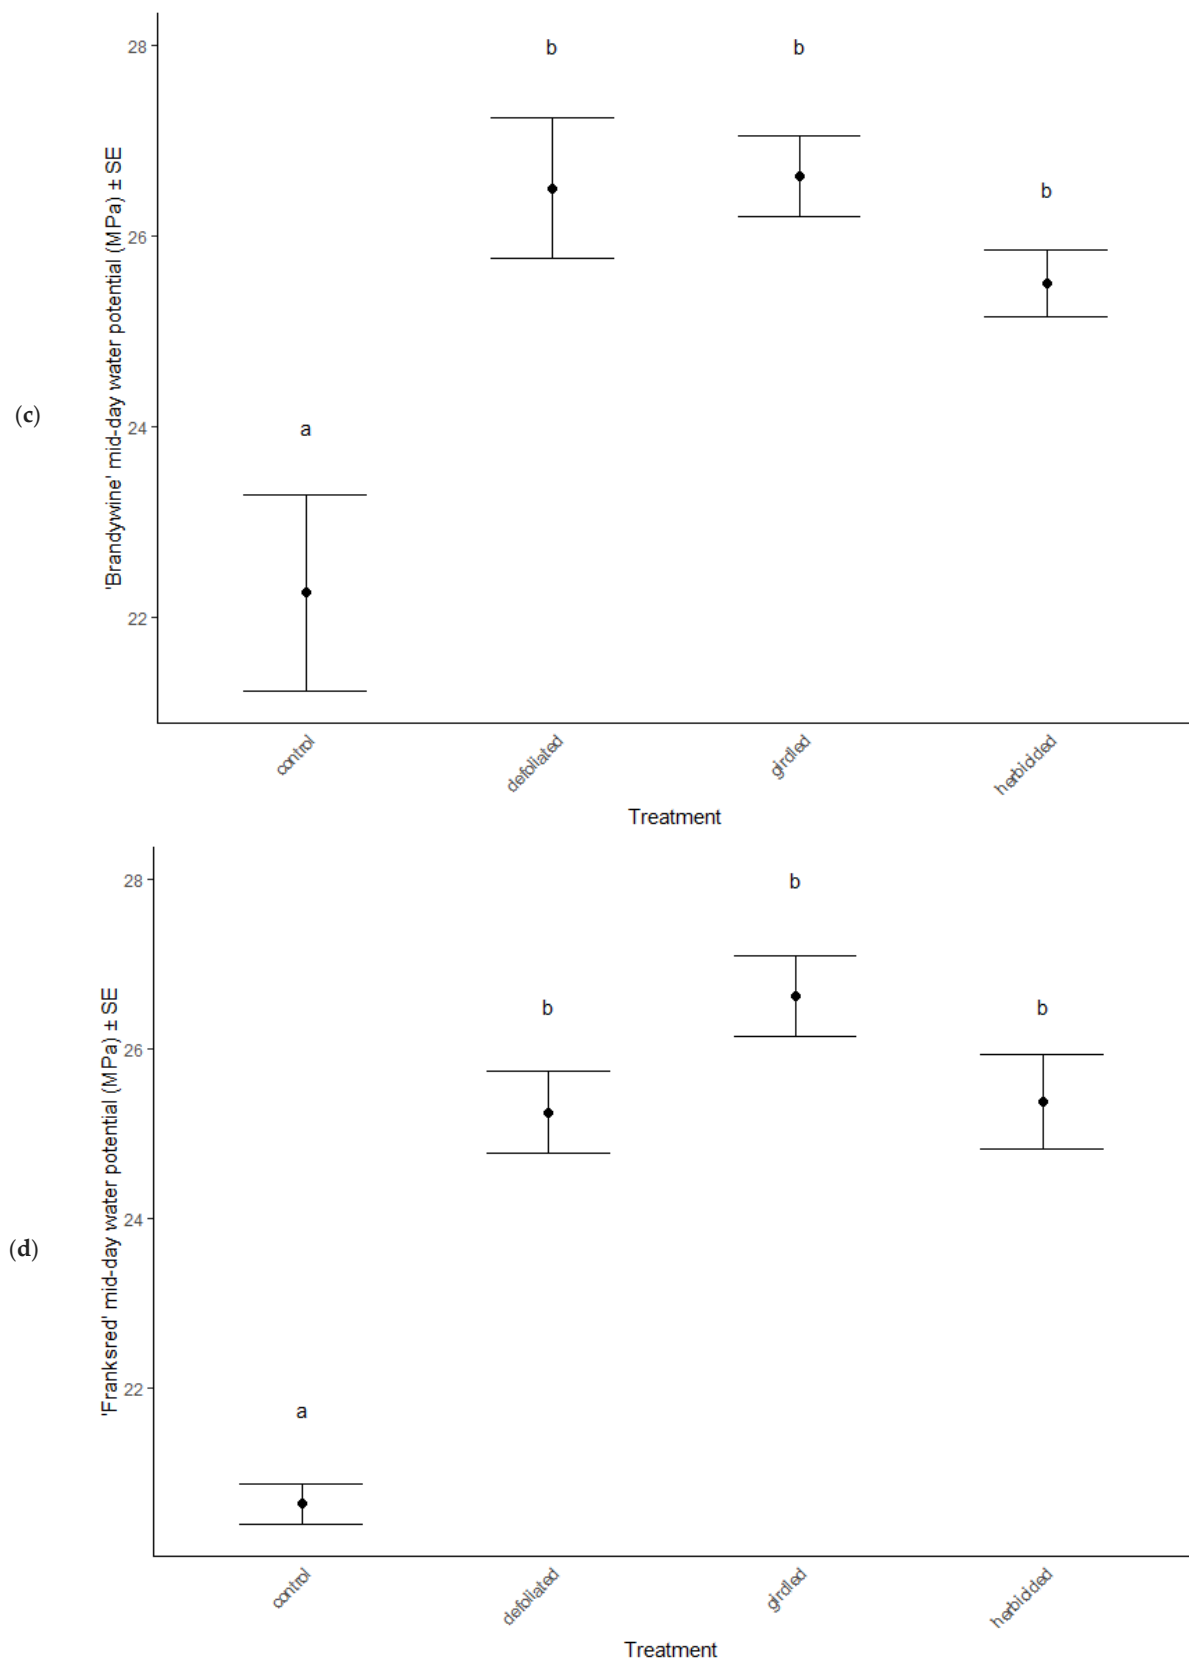 (c)
'Brandywine' mid-day water potential (MPa) ± SE
28
26
24
22
a
b
b
b
control
defoliated
girdled
herbicided
Treatment
(d)
'Franksred' mid-day water potential (MPa) ± SE
28
26
24
22
a
b
b
b
control
defoliated
girdled
herbicided
Treatment